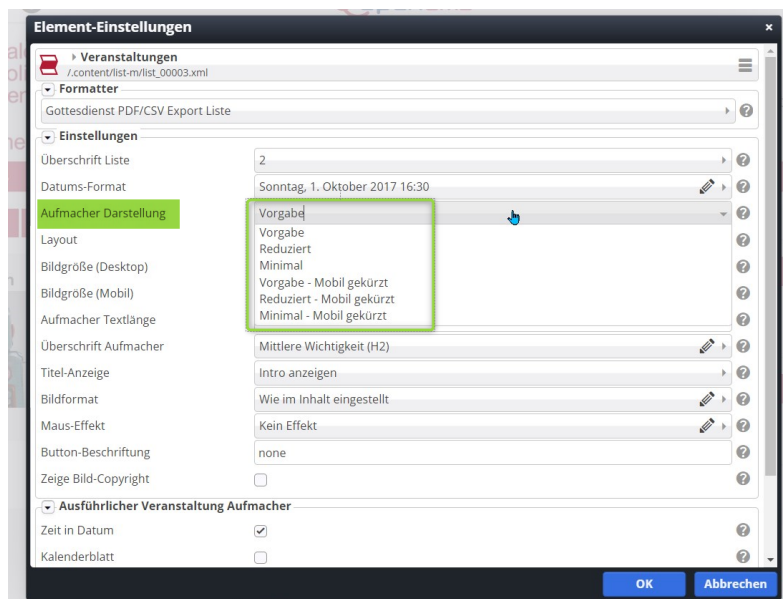 Element-Einstellungen
Veranstaltungen
/.content/list-m/list_00003.xml
Formatter
Gottesdienst PDF/CSV Export Liste
Einstellungen
Überschrift Liste 2
Datums-Format Sonntag, 1. Oktober 2017 16:30
Aufmacher Darstellung Vorgabe
Vorgabe
Layout
Reduziert
Minimal
Bildgröße (Desktop)
Vorgabe - Mobil gekürzt
Bildgröße (Mobil)
Reduziert - Mobil gekürzt
Minimal - Mobil gekürzt
Aufmacher Textlänge
Überschrift Aufmacher Mittlere Wichtigkeit (H2)
Titel-Anzeige Intro anzeigen
Bildformat Wie im Inhalt eingestellt
Maus-Effekt Kein Effekt
Button-Beschriftung none
Zeige Bild-Copyright
Ausführlicher Veranstaltung Aufmacher
Zeit in Datum
Kalenderblatt
OK Abbrechen